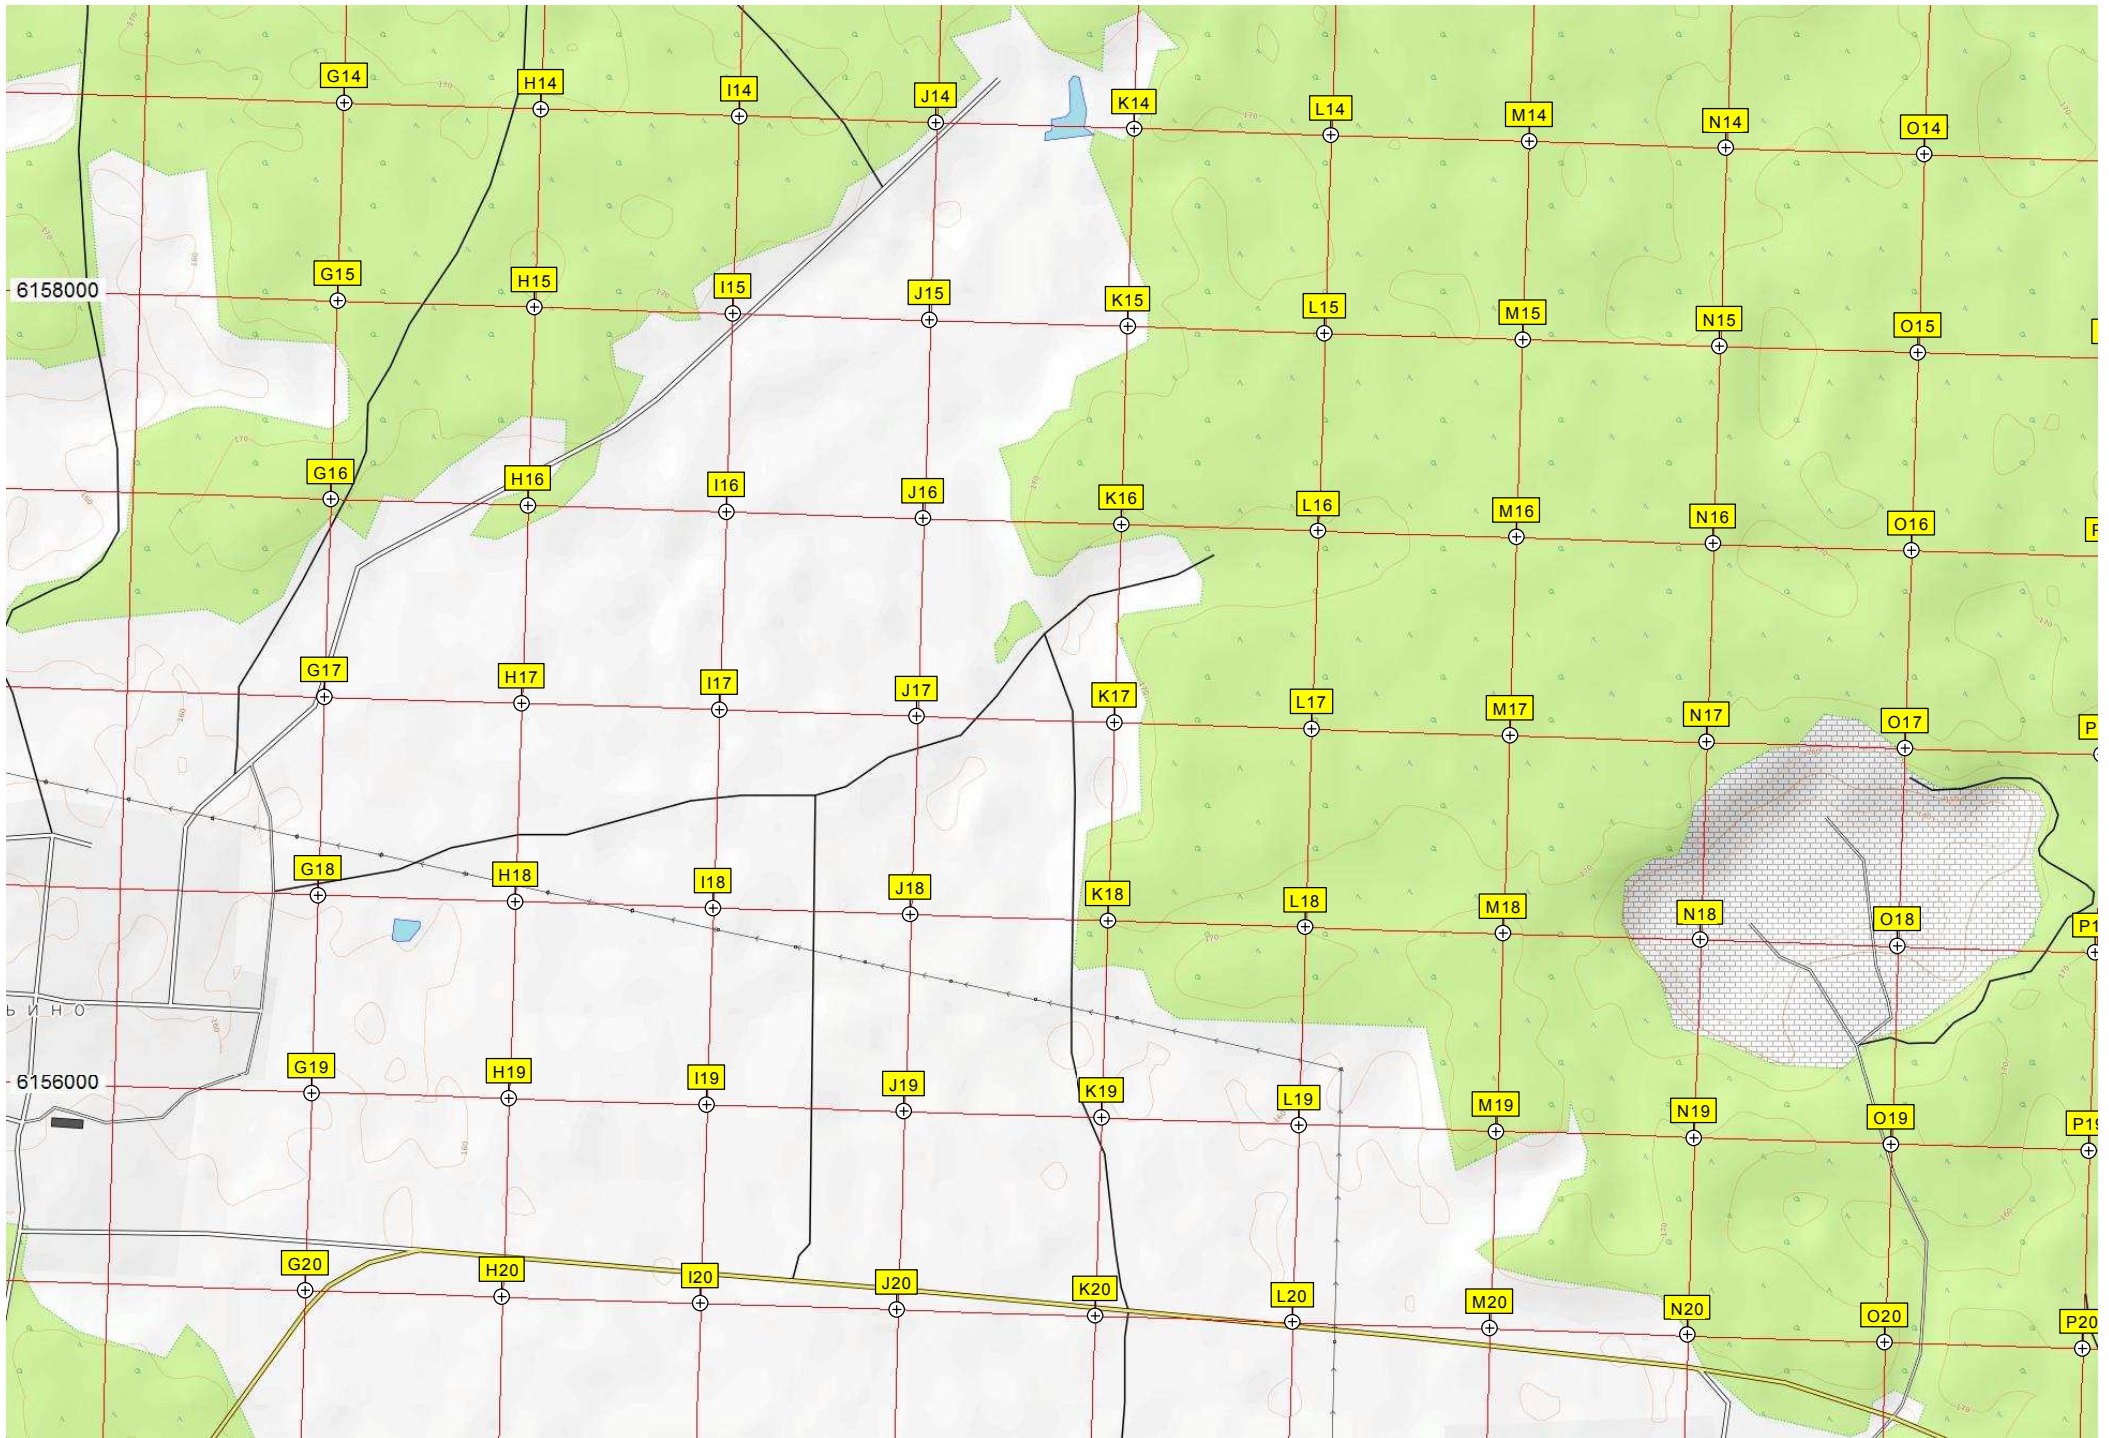 G14 H14 I14 J14 K14 L14 M14 N14 O14
6158000
G15 H15 I15 J15 K15 L15 M15 N15 O15
G16 H16 I16 J16 K16 L16 M16 N16 O16
G17 H17 I17 J17 K17 L17 M17 N17 O17 P
G18 H18 I18 J18 K18 L18 M18 N18 O18 P1
ЬИНО
6156000
G19 H19 I19 J19 K19 L19 M19 N19 O19 P19
G20 H20 I20 J20 K20 L20 M20 N20 O20 P20